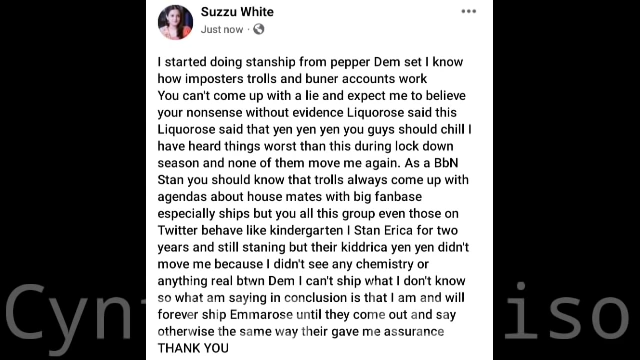 Suzzu White
Just now ·
I started doing stanship from pepper Dem set I know
how imposters trolls and buner accounts work
You can't come up with a lie and expect me to believe
your nonsense without evidence Liquorose said this
Liquorose said that yen yen yen you guys should chill I
have heard things worst than this during lock down
season and none of them move me again. As a BbN
Stan you should know that trolls always come up with
agendas about house mates with big fanbase
especially ships but you all this group even those on
Twitter behave like kindergarten I Stan Erica for two
years and still staning but their kiddrica yen yen didn't
move me because I didn't see any chemistry or
anything real btwn Dem I can't ship what I don't know
so what am saying in conclusion is that I am and will
forever ship Emmarose until they come out and say
otherwise the same way their gave me assurance
THANK YOU